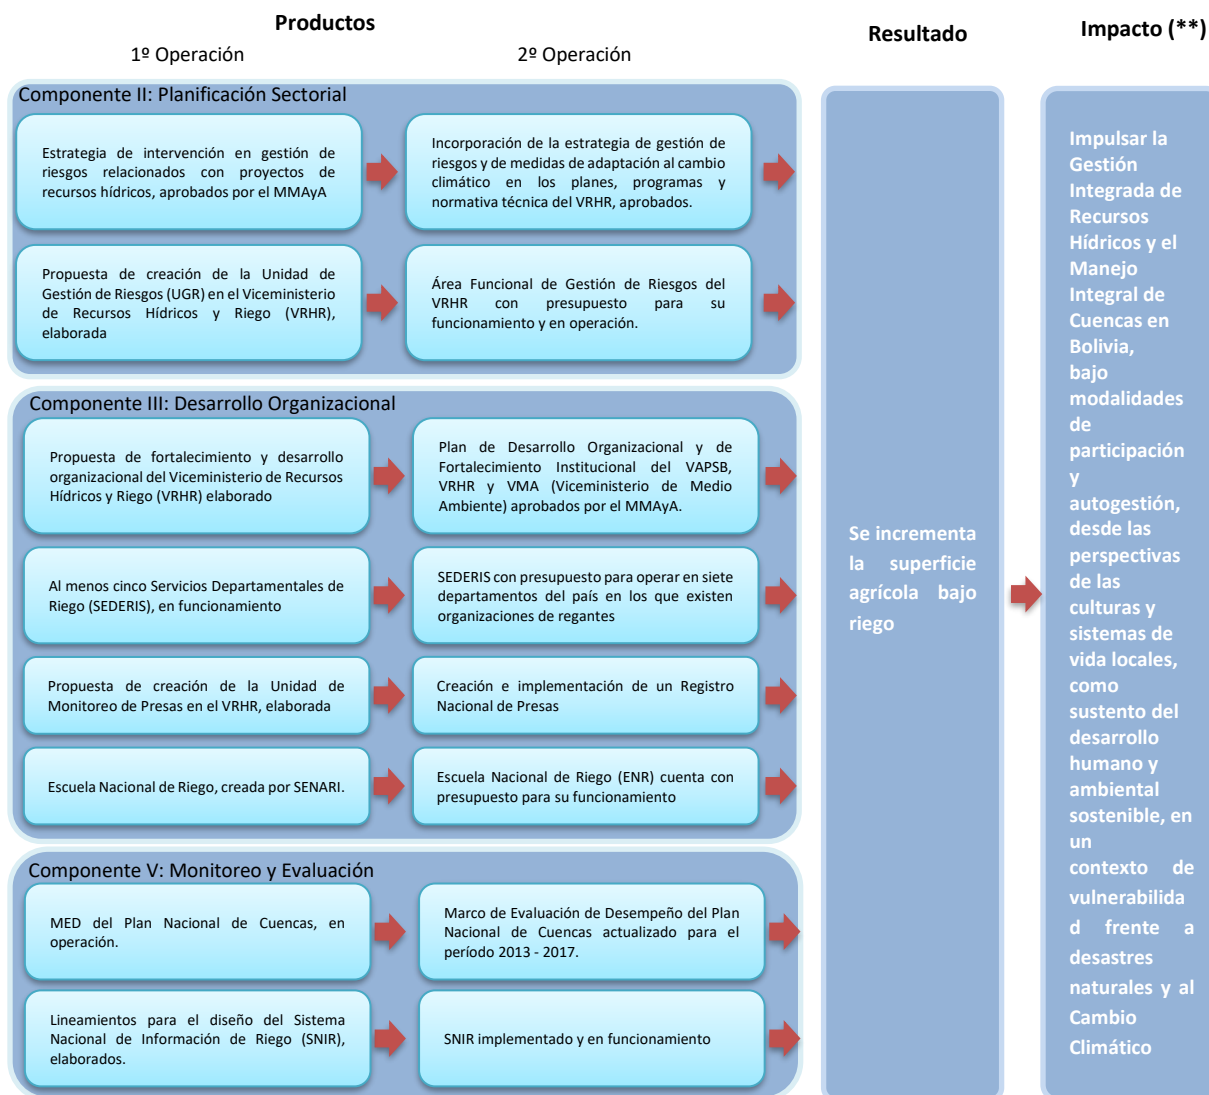 Productos
Resultado
Impacto (**)
1º Operación
2º Operación
Componente II: Planificación Sectorial
Estrategia de intervención en gestión de
riesgos relacionados con proyectos de
recursos hídricos, aprobados por el MMAyA
Incorporación de la estrategia de gestión de
riesgos y de medidas de adaptación al cambio
climático en los planes, programas y
normativa técnica del VRHR, aprobados.
Propuesta de creación de la Unidad de
Gestión de Riesgos (UGR) en el Viceministerio
de Recursos Hídricos y Riego (VRHR),
elaborada
Área Funcional de Gestión de Riesgos del
VRHR con presupuesto para su
funcionamiento y en operación.
Componente III: Desarrollo Organizacional
Propuesta de fortalecimiento y desarrollo
organizacional del Viceministerio de Recursos
Hídricos y Riego (VRHR) elaborado
Plan de Desarrollo Organizacional y de
Fortalecimiento Institucional del VAPSB,
VRHR y VMA (Viceministerio de Medio
Ambiente) aprobados por el MMAyA.
Al menos cinco Servicios Departamentales de
Riego (SEDERIS), en funcionamiento
SEDERIS con presupuesto para operar en siete
departamentos del país en los que existen
organizaciones de regantes
Propuesta de creación de la Unidad de
Monitoreo de Presas en el VRHR, elaborada
Creación e implementación de un Registro
Nacional de Presas
Escuela Nacional de Riego, creada por SENARI.
Escuela Nacional de Riego (ENR) cuenta con
presupuesto para su funcionamiento
Componente V: Monitoreo y Evaluación
MED del Plan Nacional de Cuencas, en
operación.
Marco de Evaluación de Desempeño del Plan
Nacional de Cuencas actualizado para el
período 2013 - 2017.
Lineamientos para el diseño del Sistema
Nacional de Información de Riego (SNIR),
elaborados.
SNIR implementado y en funcionamiento
Se incrementa
la superficie
agrícola bajo
riego
Impulsar la
Gestión
Integrada de
Recursos
Hídricos y el
Manejo
Integral de
Cuencas en
Bolivia,
bajo
modalidades
de
participación
y
autogestión,
desde las
perspectivas
de las
culturas y
sistemas de
vida locales,
como
sustento del
desarrollo
humano y
ambiental
sostenible, en
un
contexto de
vulnerabilida
d frente a
desastres
naturales y al
Cambio
Climático